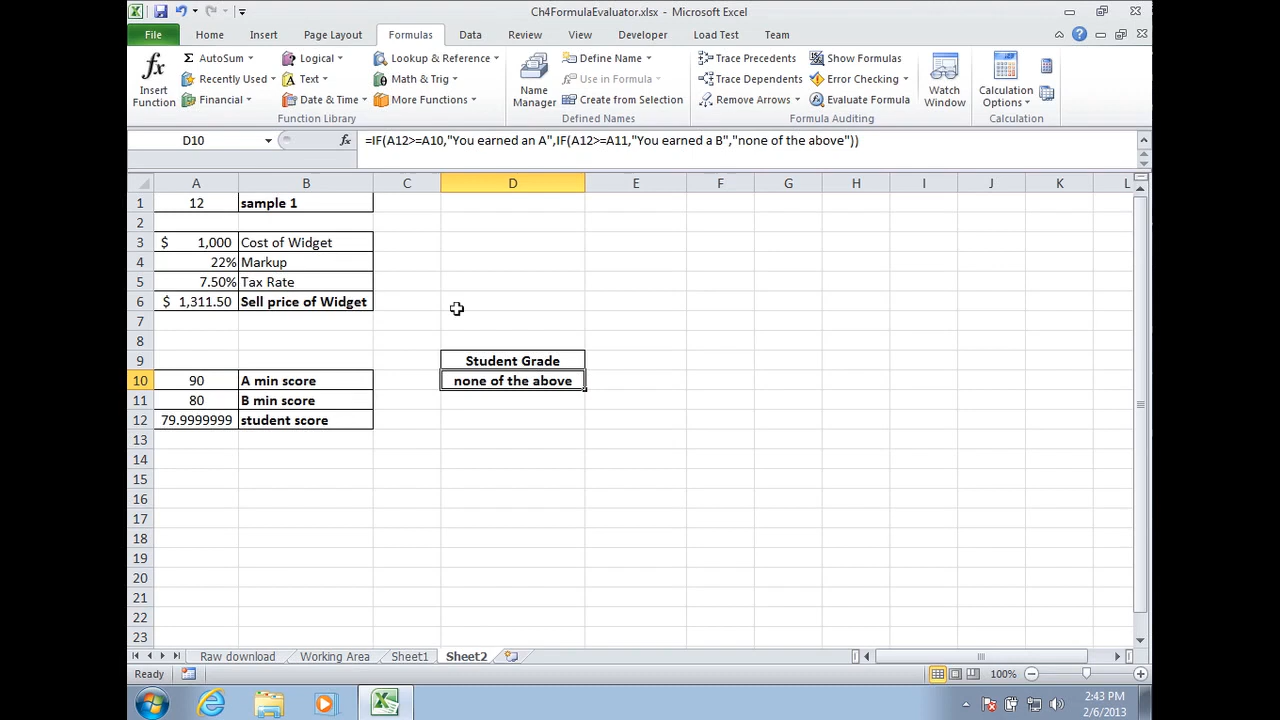 Ch4FormulaEvaluator.xlsx - Microsoft Excel
File Home Insert Page Layout Formulas Data Review View Developer Load Test Team
fx Insert Function
AutoSum Recently Used Financial
Logical Text Date & Time
Lookup & Reference Math & Trig More Functions
Function Library
Name Manager
Define Name
Use in Formula
Create from Selection
Defined Names
Trace Precedents Show Formulas
Trace Dependents Error Checking
Remove Arrows Evaluate Formula
Formula Auditing
Watch Window
Calculation Options
Calculation
D10 fx =IF(A12>=A10,"You earned an A",IF(A12>=A11,"You earned a B","none of the above"))
A B C D E F G H I J K L
1 12 sample 1
2
3 $ 1,000 Cost of Widget
4 22% Markup
5 7.50% Tax Rate
6 $ 1,311.50 Sell price of Widget
7
8
9 Student Grade
10 90 A min score none of the above
11 80 B min score
12 79.9999999 student score
13
14
15
16
17
18
19
20
21
22
23
Raw download Working Area Sheet1 Sheet2
Ready 100%
2:43 PM
2/6/2013